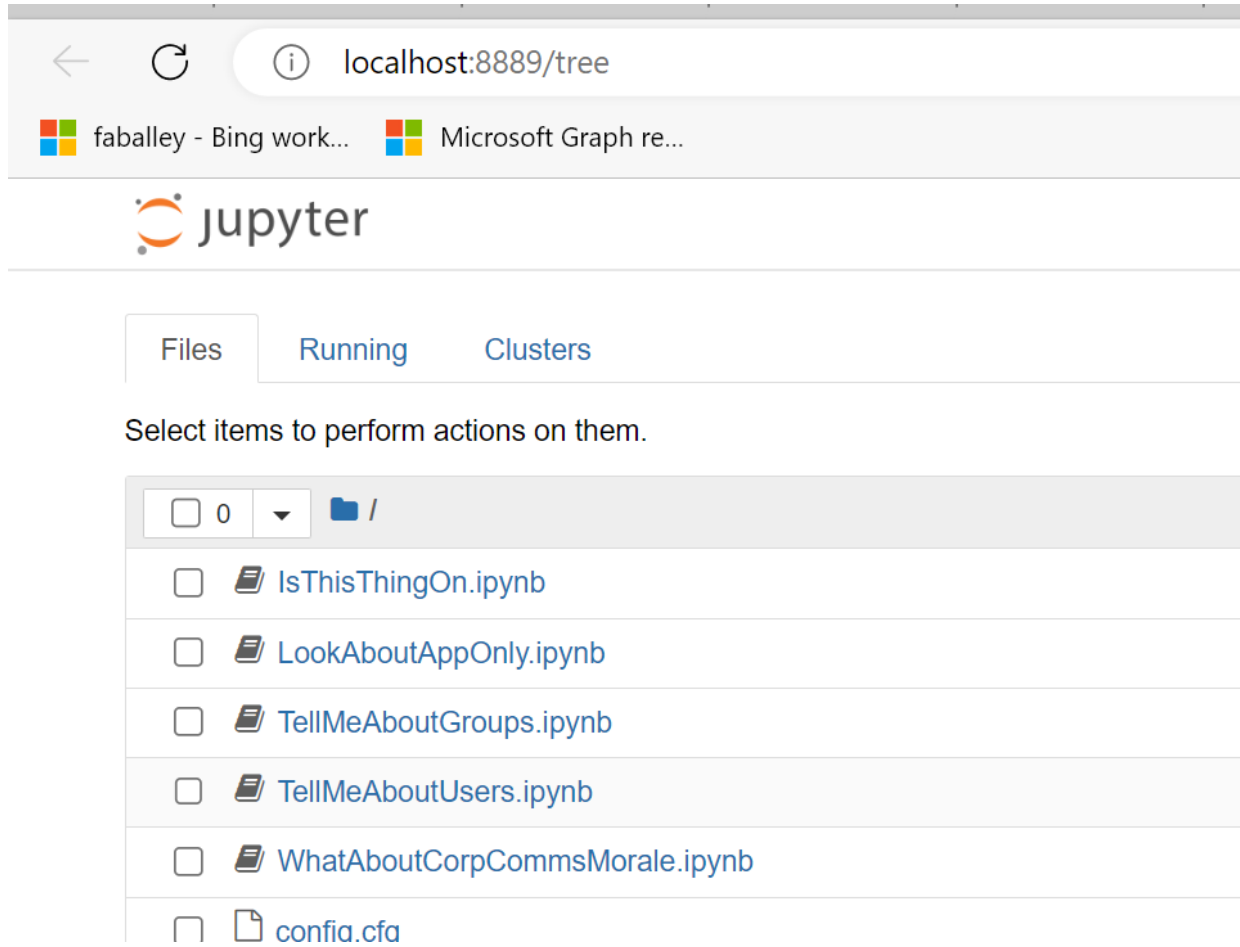 localhost:8889/tree
faballey - Bing work... Microsoft Graph re...
jupyter
Files Running Clusters
Select items to perform actions on them.
0 /
IsThisThingOn.ipynb
LookAboutAppOnly.ipynb
TellMeAboutGroups.ipynb
TellMeAboutUsers.ipynb
WhatAboutCorpCommsMorale.ipynb
config.cfg